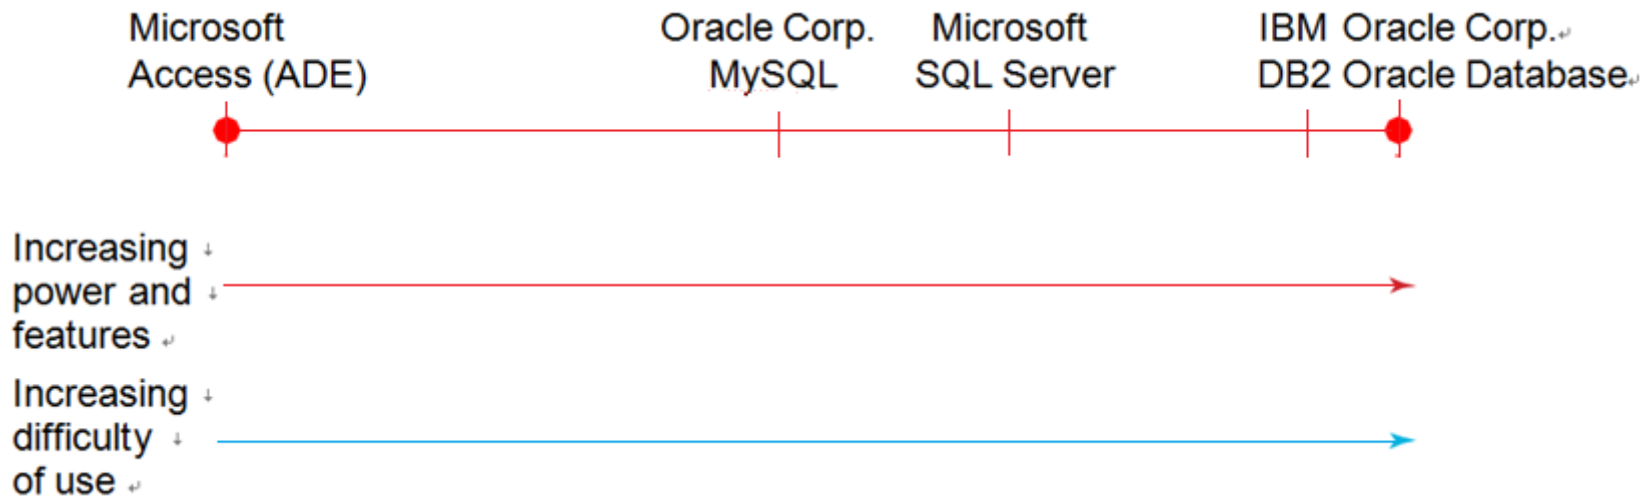 Microsoft Oracle Corp. Microsoft IBM Oracle Corp.
Access (ADE) MySQL SQL Server DB2 Oracle Database
Increasing
power and
features
Increasing
difficulty
of use